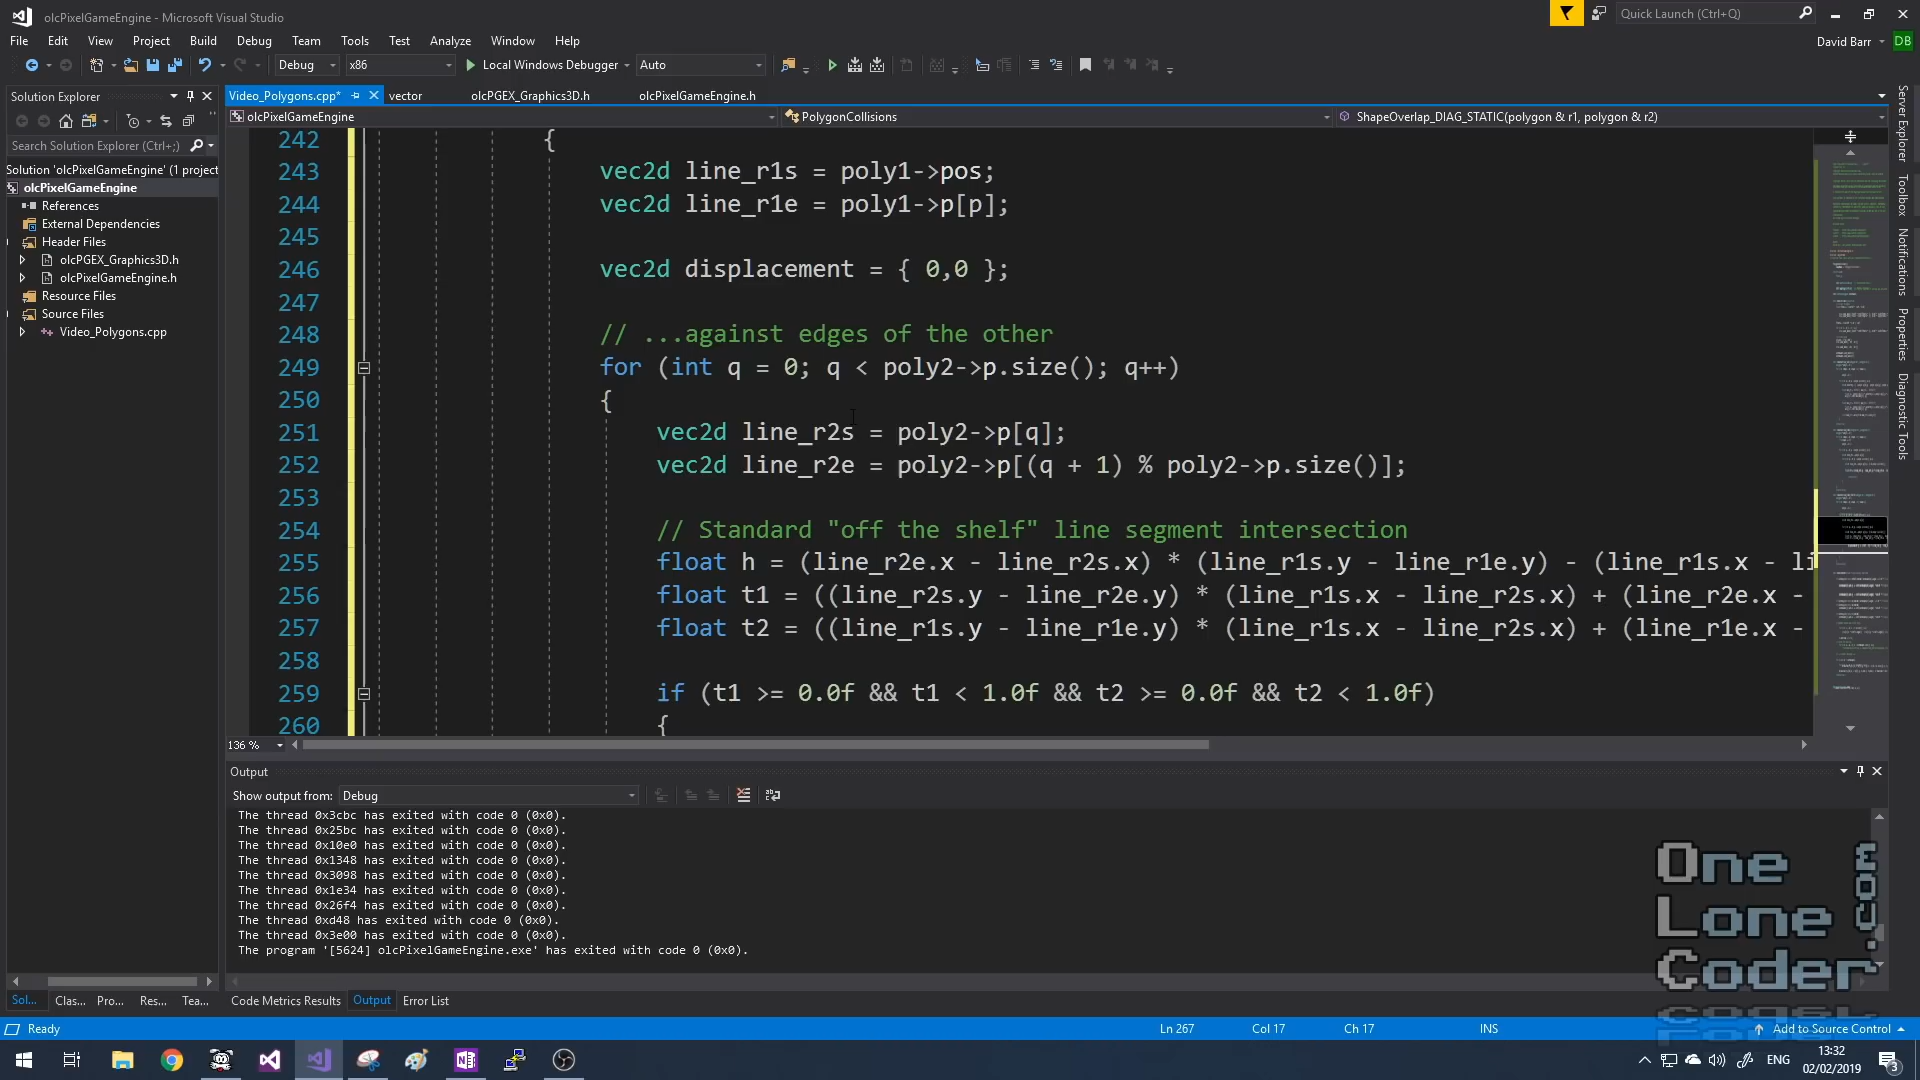 olcPixelGameEngine - Microsoft Visual Studio
Quick Launch (Ctrl+Q)
File Edit View Project Build Debug Team Tools Test Analyze Window Help
David Barr DB
Debug x86 Local Windows Debugger Auto
Solution Explorer
Video_Polygons.cpp* vector olcPGEX_Graphics3D.h olcPixelGameEngine.h
olcPixelGameEngine PolygonCollisions ShapeOverlap_DIAG_STATIC(polygon & r1, polygon & r2)
Search Solution Explorer (Ctrl+;)
Solution 'olcPixelGameEngine' (1 project
olcPixelGameEngine
References
External Dependencies
Header Files
olcPGEX_Graphics3D.h
olcPixelGameEngine.h
Resource Files
Source Files
Video_Polygons.cpp
242 {
243 vec2d line_r1s = poly1->pos;
244 vec2d line_r1e = poly1->p[p];
245
246 vec2d displacement = { 0,0 };
247
248 // ...against edges of the other
249 for (int q = 0; q < poly2->p.size(); q++)
250 {
251 vec2d line_r2s = poly2->p[q];
252 vec2d line_r2e = poly2->p[(q + 1) % poly2->p.size()];
253
254 // Standard "off the shelf" line segment intersection
255 float h = (line_r2e.x - line_r2s.x) * (line_r1s.y - line_r1e.y) - (line_r1s.x - li
256 float t1 = ((line_r2s.y - line_r2e.y) * (line_r1s.x - line_r2s.x) + (line_r2e.x -
257 float t2 = ((line_r1s.y - line_r1e.y) * (line_r1s.x - line_r2s.x) + (line_r1e.x -
258
259 if (t1 >= 0.0f && t1 < 1.0f && t2 >= 0.0f && t2 < 1.0f)
260 {
136 %
Server Explorer
Toolbox
Notifications
Properties
Diagnostic Tools
Output
Show output from: Debug
The thread 0x3cbc has exited with code 0 (0x0).
The thread 0x25bc has exited with code 0 (0x0).
The thread 0x10e0 has exited with code 0 (0x0).
The thread 0x1348 has exited with code 0 (0x0).
The thread 0x3098 has exited with code 0 (0x0).
The thread 0x1e34 has exited with code 0 (0x0).
The thread 0x26f4 has exited with code 0 (0x0).
The thread 0xd48 has exited with code 0 (0x0).
The thread 0x3e00 has exited with code 0 (0x0).
The program '[5624] olcPixelGameEngine.exe' has exited with code 0 (0x0).
One
Lone
Coder
.com
Sol... Clas... Pro... Res... Tea... Code Metrics Results Output Error List
Ready Ln 267 Col 17 Ch 17 INS Add to Source Control
ENG 13:32
02/02/2019
3